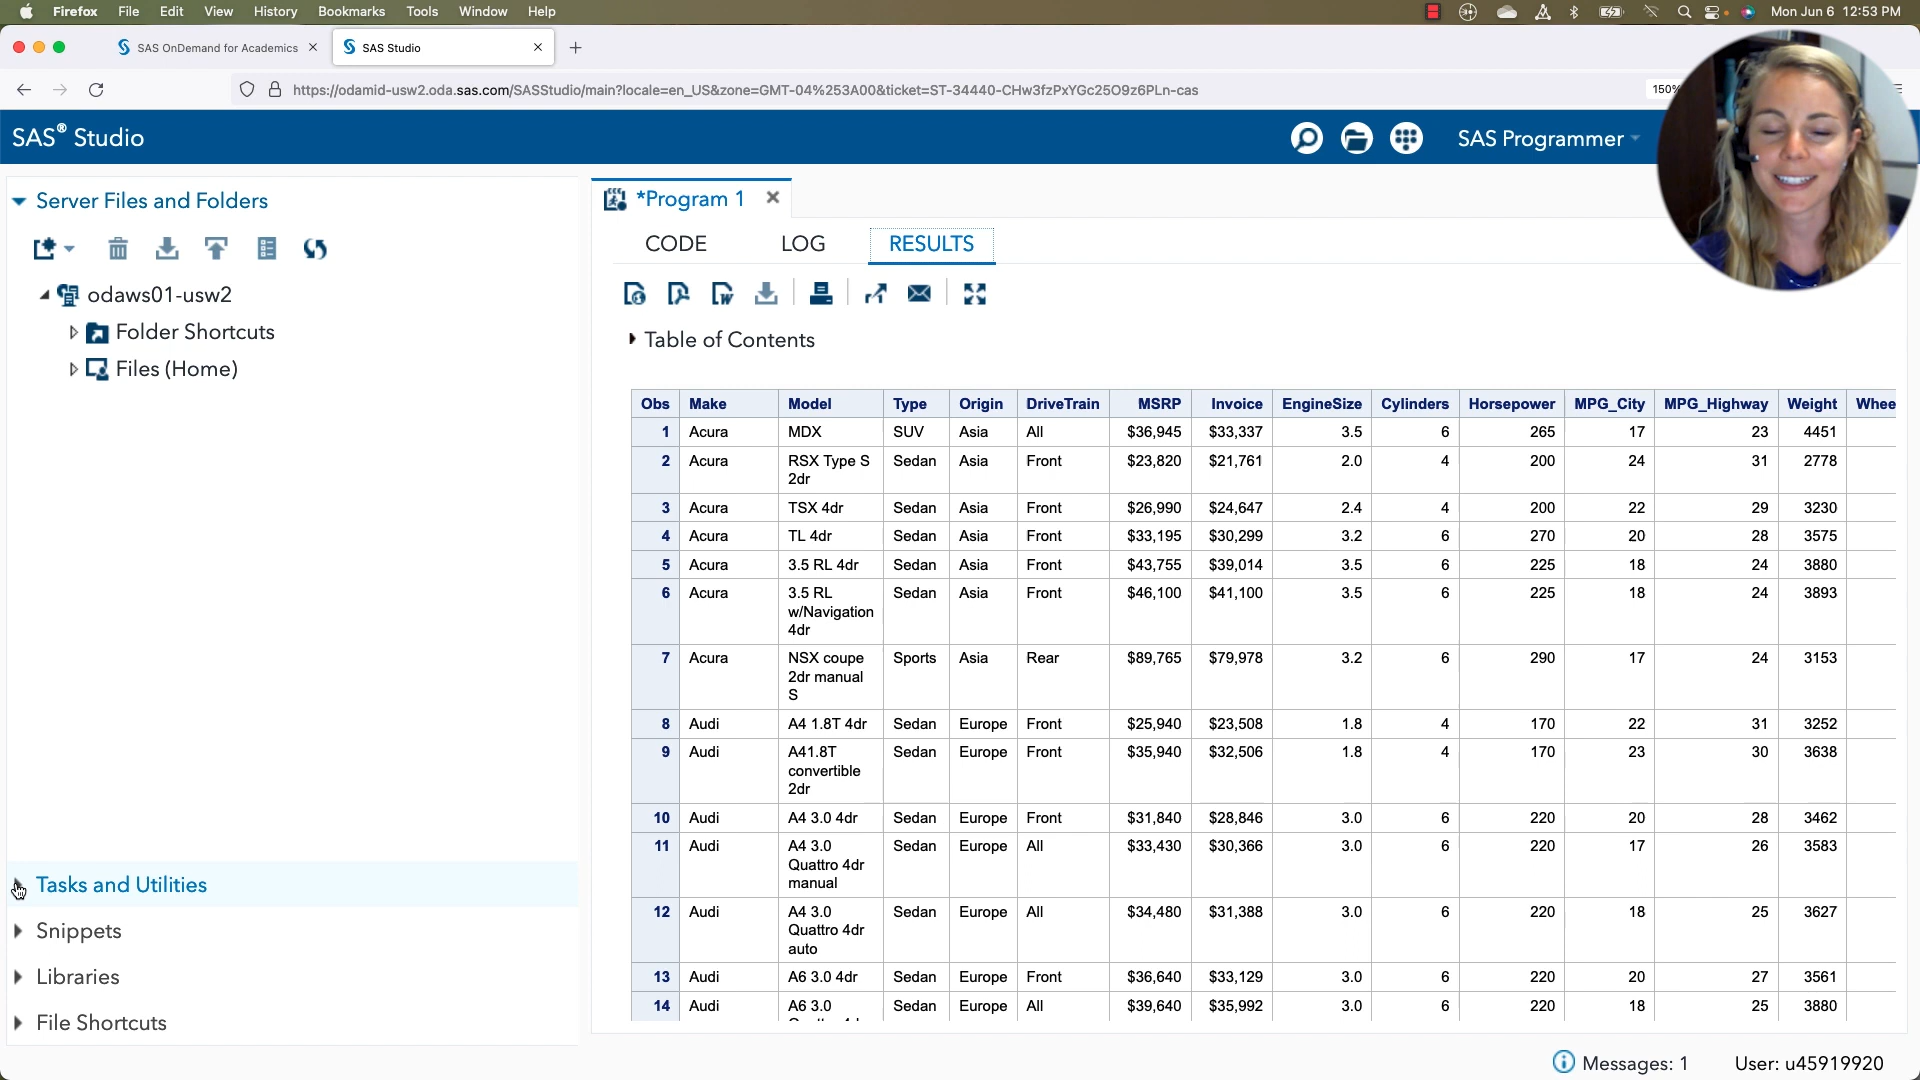 Firefox File Edit View History Bookmarks Tools Window Help Mon Jun 6 12:53 PM
SAS OnDemand for Academics SAS Studio
https://odamid-usw2.oda.sas.com/SASStudio/main?locale=en_US&zone=GMT-04%253A00&ticket=ST-34440-CHw3fzPxYGc25O9z6PLn-cas 150%
SAS® Studio SAS Programmer
Server Files and Folders
odaws01-usw2
Folder Shortcuts
Files (Home)
Tasks and Utilities
Snippets
Libraries
File Shortcuts
*Program 1
CODE LOG RESULTS
Table of Contents
Obs Make Model Type Origin DriveTrain MSRP Invoice EngineSize Cylinders Horsepower MPG_City MPG_Highway Weight Whee
1 Acura MDX SUV Asia All $36,945 $33,337 3.5 6 265 17 23 4451
2 Acura RSX Type S Sedan Asia Front $23,820 $21,761 2.0 4 200 24 31 2778
2dr
3 Acura TSX 4dr Sedan Asia Front $26,990 $24,647 2.4 4 200 22 29 3230
4 Acura TL 4dr Sedan Asia Front $33,195 $30,299 3.2 6 270 20 28 3575
5 Acura 3.5 RL 4dr Sedan Asia Front $43,755 $39,014 3.5 6 225 18 24 3880
6 Acura 3.5 RL Sedan Asia Front $46,100 $41,100 3.5 6 225 18 24 3893
w/Navigation
4dr
7 Acura NSX coupe Sports Asia Rear $89,765 $79,978 3.2 6 290 17 24 3153
2dr manual
S
8 Audi A4 1.8T 4dr Sedan Europe Front $25,940 $23,508 1.8 4 170 22 31 3252
9 Audi A41.8T Sedan Europe Front $35,940 $32,506 1.8 4 170 23 30 3638
convertible
2dr
10 Audi A4 3.0 4dr Sedan Europe Front $31,840 $28,846 3.0 6 220 20 28 3462
11 Audi A4 3.0 Sedan Europe All $33,430 $30,366 3.0 6 220 17 26 3583
Quattro 4dr
manual
12 Audi A4 3.0 Sedan Europe All $34,480 $31,388 3.0 6 220 18 25 3627
Quattro 4dr
auto
13 Audi A6 3.0 4dr Sedan Europe Front $36,640 $33,129 3.0 6 220 20 27 3561
14 Audi A6 3.0 Sedan Europe All $39,640 $35,992 3.0 6 220 18 25 3880
Messages: 1 User: u45919920